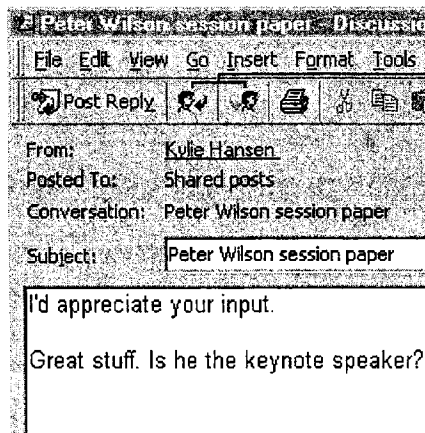 Peter Wilson session paper - Discussio
File Edit View Go Insert Format Tools
Post Reply
From: Kylie Hansen
Posted To: Shared posts
Conversation: Peter Wilson session paper
Subject: Peter Wilson session paper
I'd appreciate your input.
Great stuff. Is he the keynote speaker?